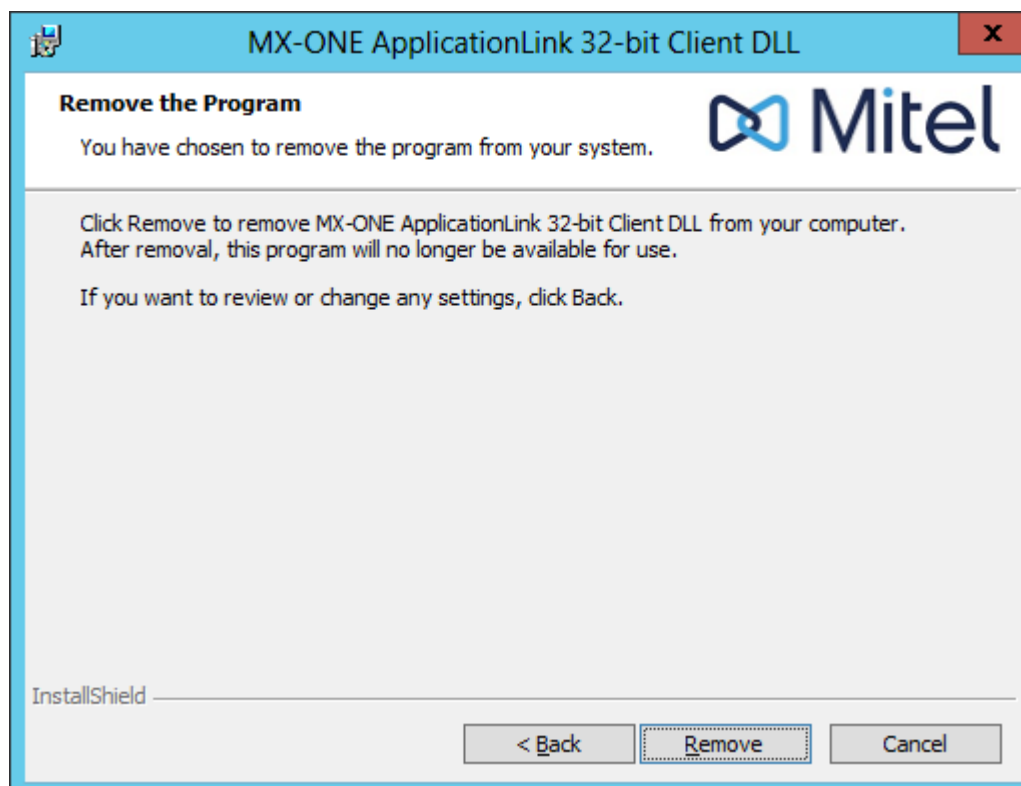 MX-ONE ApplicationLink 32-bit Client DLL
x
Remove the Program
Mitel
You have chosen to remove the program from your system.
Click Remove to remove MX-ONE ApplicationLink 32-bit Client DLL from your computer.
After removal, this program will no longer be available for use.
If you want to review or change any settings, click Back.
InstallShield
< Back Remove Cancel